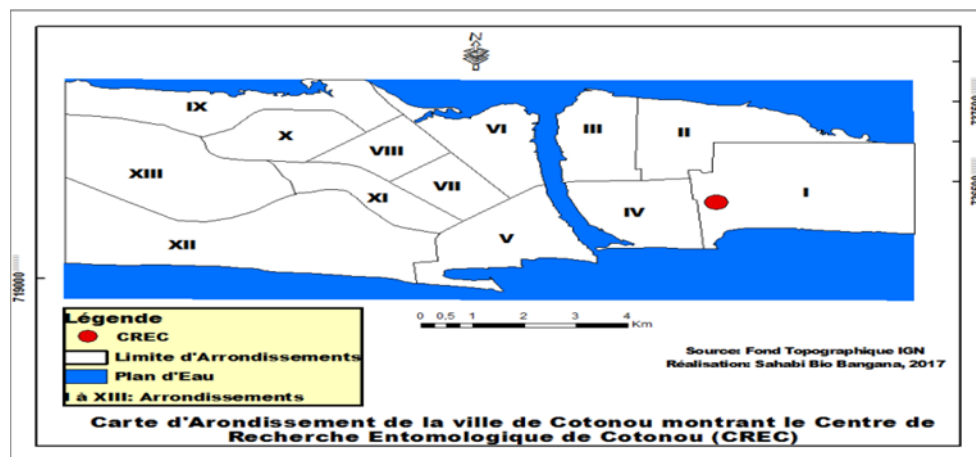 N
IX
X
VIII
VI
III
II
XIII
XI
VII
IV
I
XII
V
719000
0 0,5 1 2 3 4
Km
Légende
CREC
Limite d'Arrondissements
Plan d'Eau
I à XIII: Arrondissements
Source: Fond Topographique IGN
Réalisation: Sahabi Bio Bangana, 2017
Carte d'Arondissement de la ville de Cotonou montrant le Centre de
Recherche Entomologique de Cotonou (CREC)